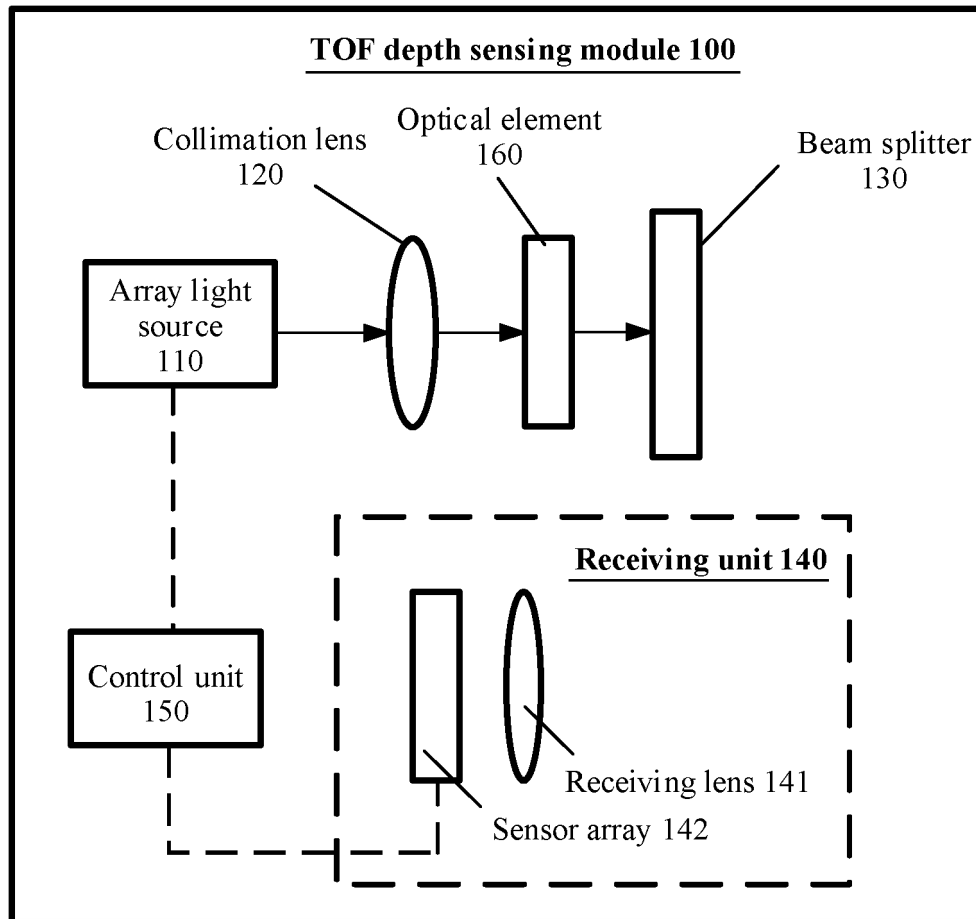 TOF depth sensing module 100
Collimation lens
120
Optical element
160
Beam splitter
130
Array light
source
110
Receiving unit 140
Control unit
150
Receiving lens 141
Sensor array 142